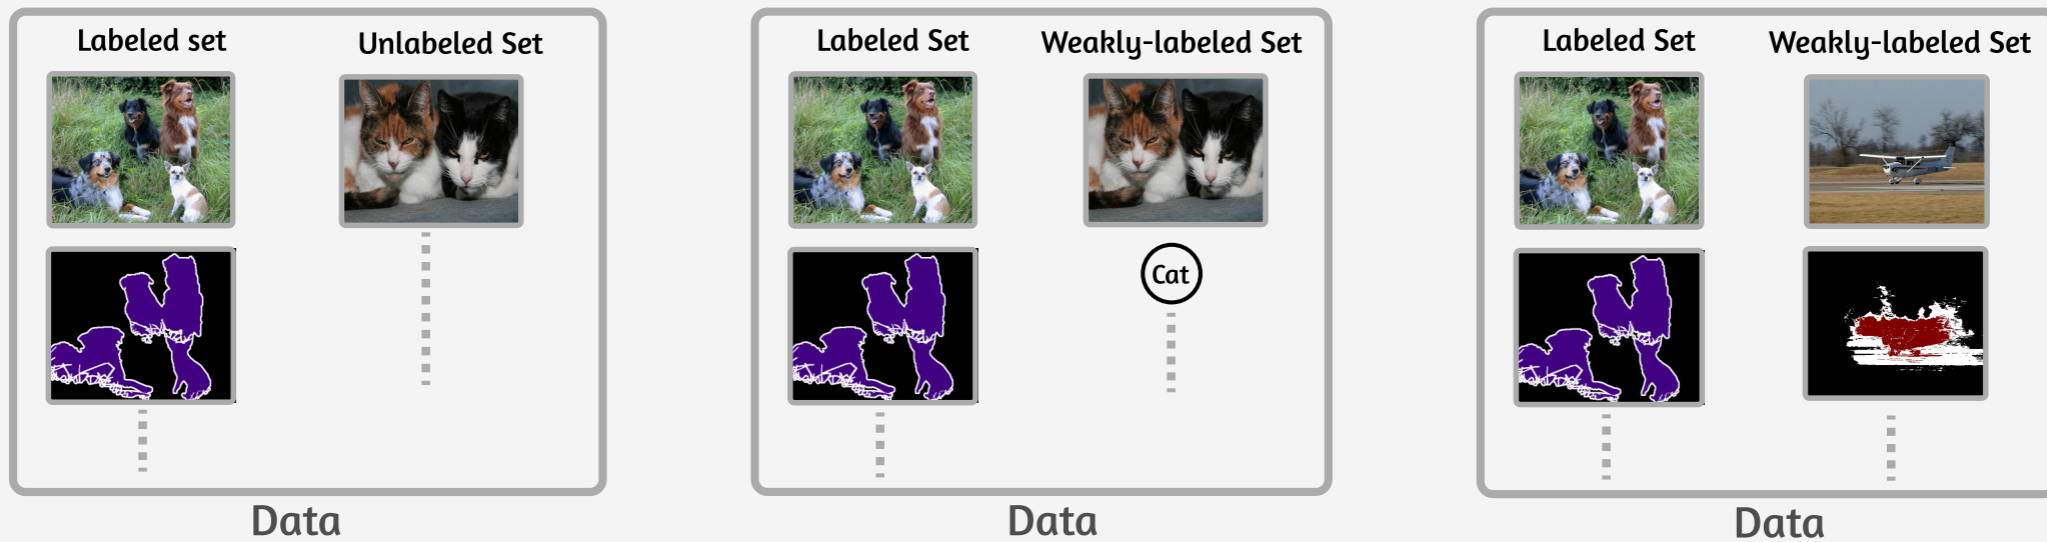 Labeled set
Unlabeled Set
Data
Labeled Set
Weakly-labeled Set
Cat
Data
Labeled Set
Weakly-labeled Set
Data